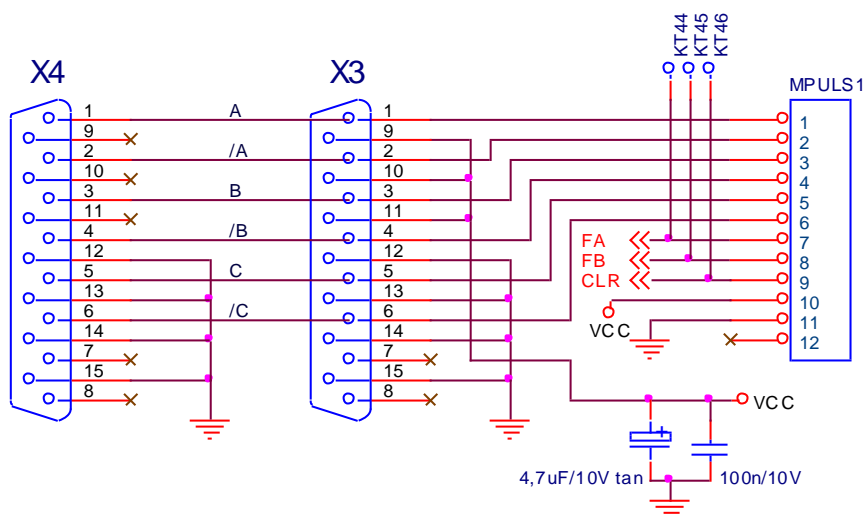 KT44
KT45
KT46
X4
X3
MPULS1
1
9
2
10
3
11
4
12
5
13
6
14
7
15
8
A
/A
B
/B
C
/C
1
9
2
10
3
11
4
12
5
13
6
14
7
15
8
FA
FB
CLR
VCC
1
2
3
4
5
6
7
8
9
10
11
12
VCC
+
4,7uF/10V tan
100n/10V